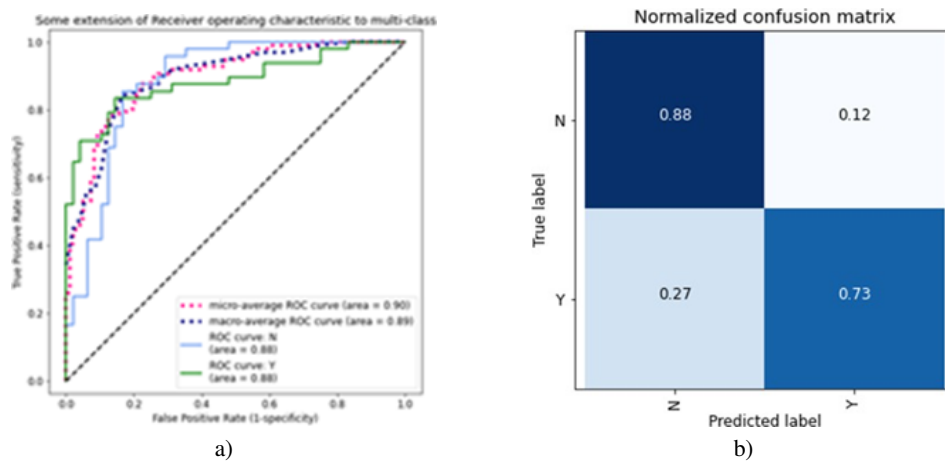 Some extension of Receiver operating characteristic to multi-class
1.0
0.8
0.6
0.4
0.2
0.0
True Positive Rate (sensitivity)
micro-average ROC curve (area = 0.90)
macro-average ROC curve (area = 0.89)
ROC curve: N
(area = 0.88)
ROC curve: Y
(area = 0.88)
0.0 0.2 0.4 0.6 0.8 1.0
False Positive Rate (1-specificity)
a)
Normalized confusion matrix
True label
N 0.88 0.12
Y 0.27 0.73
N Y
Predicted label
b)